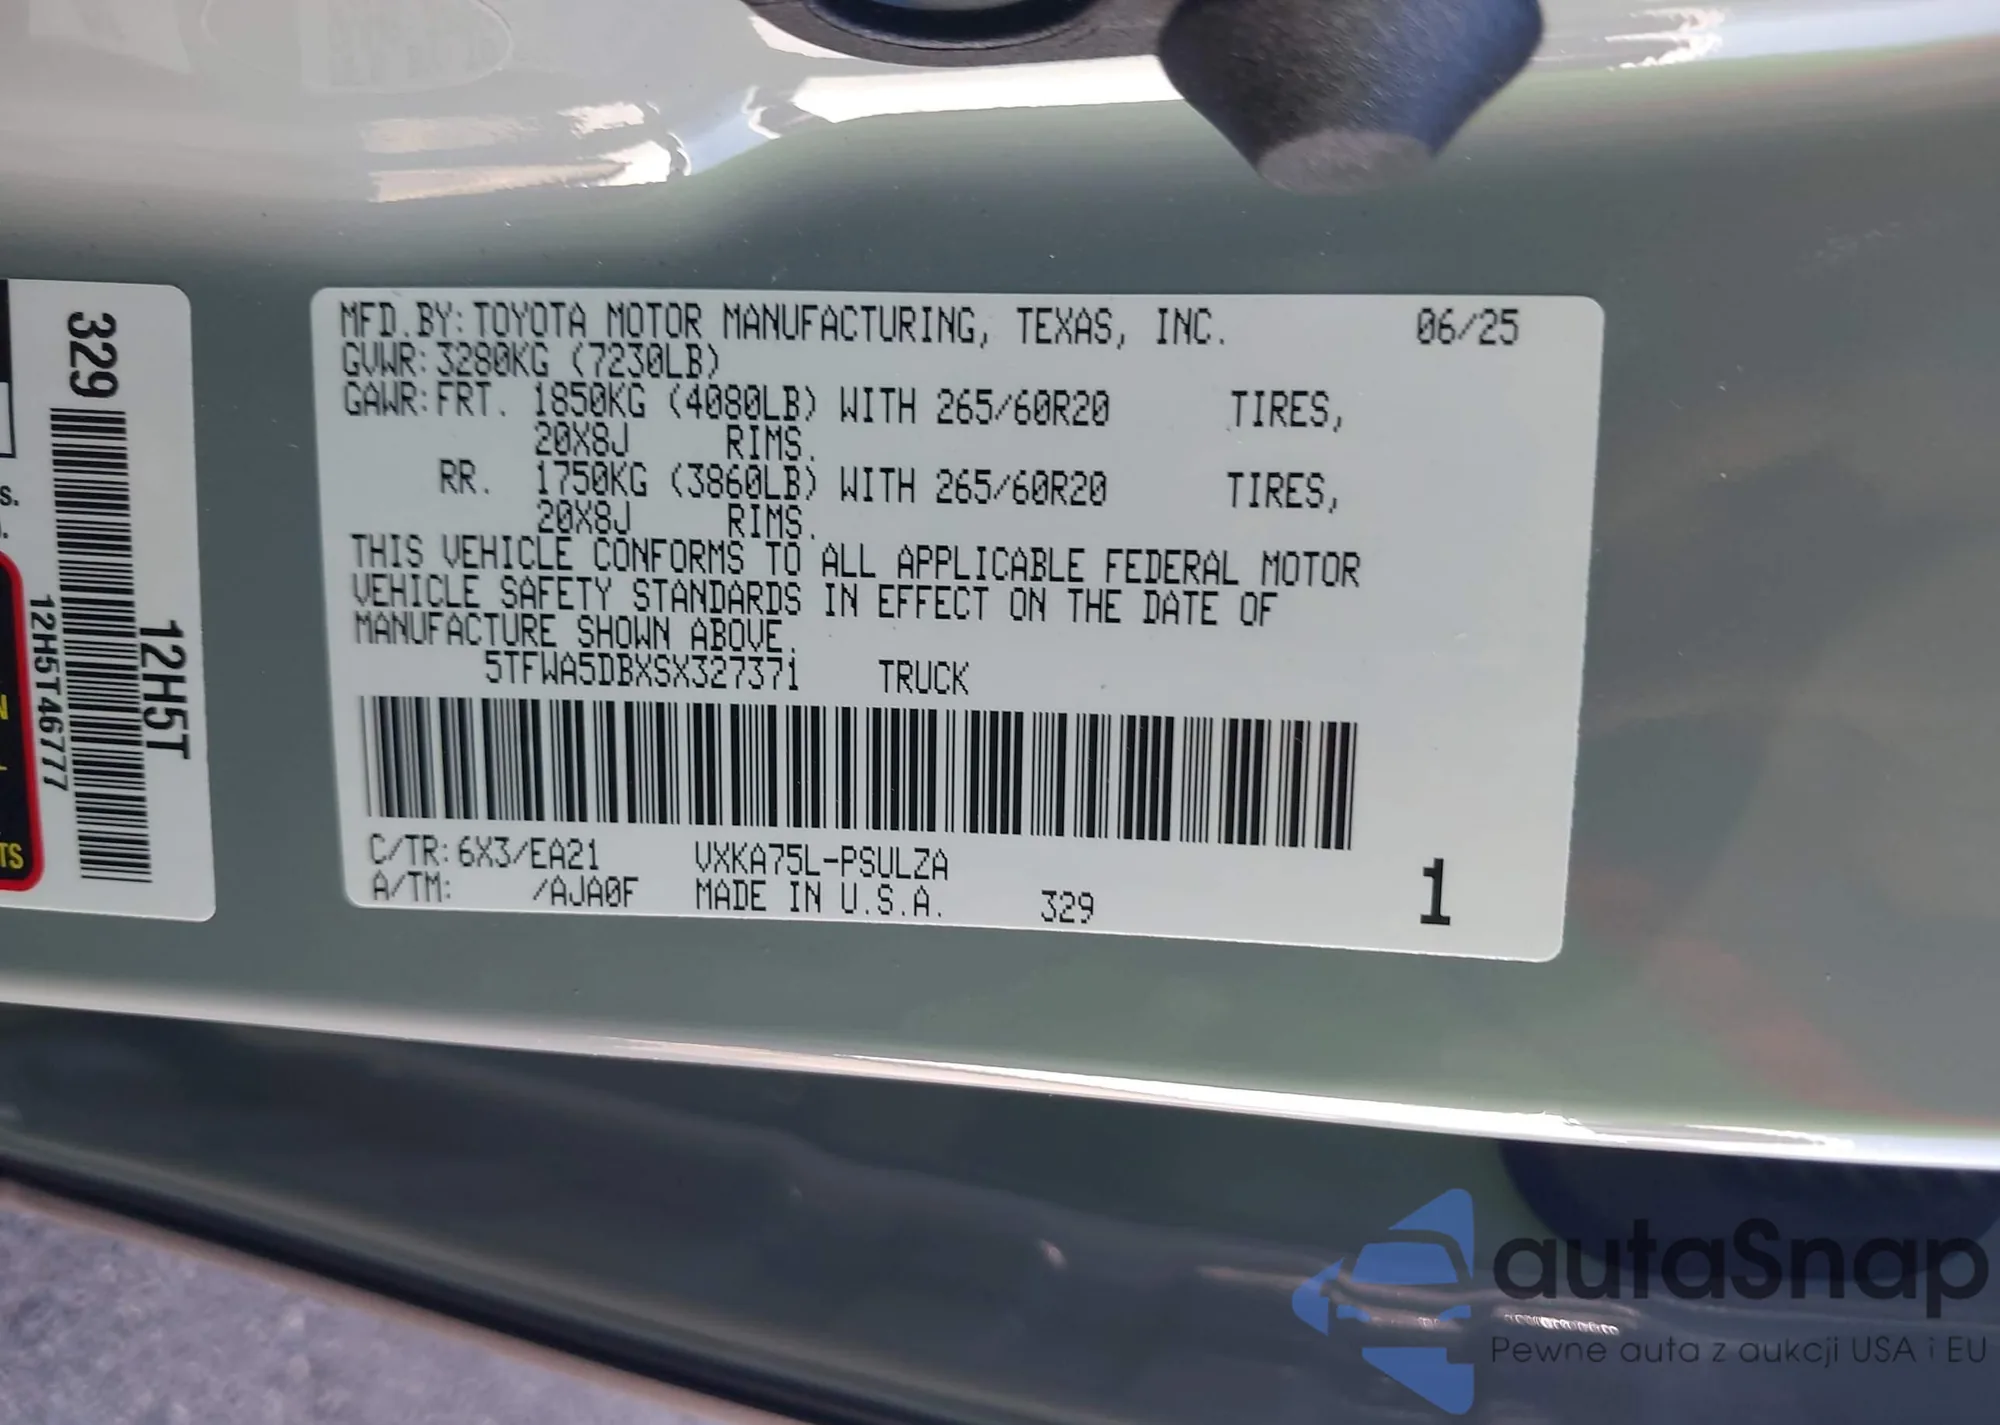 MFD.BY: TOYOTA MOTOR MANUFACTURING, TEXAS, INC. 06/25
GVWR: 3280KG (7230LB)
GAWR: FRT. 1850KG (4080LB) WITH 265/60R20 TIRES,
20X8J RIMS.
RR. 1750KG (3860LB) WITH 265/60R20 TIRES,
20X8J RIMS.
THIS VEHICLE CONFORMS TO ALL APPLICABLE FEDERAL MOTOR
VEHICLE SAFETY STANDARDS IN EFFECT ON THE DATE OF
MANUFACTURE SHOWN ABOVE.
5TFWA5DBXSX327371 TRUCK
C/TR: 6X3/EA21 VXKA75L-PSULZA
A/TM: /AJA0F MADE IN U.S.A. 329 1
329
12H5T
12H5T46777
s.
N
TS
autaSnap
Pewne auta z aukcji USA i EU